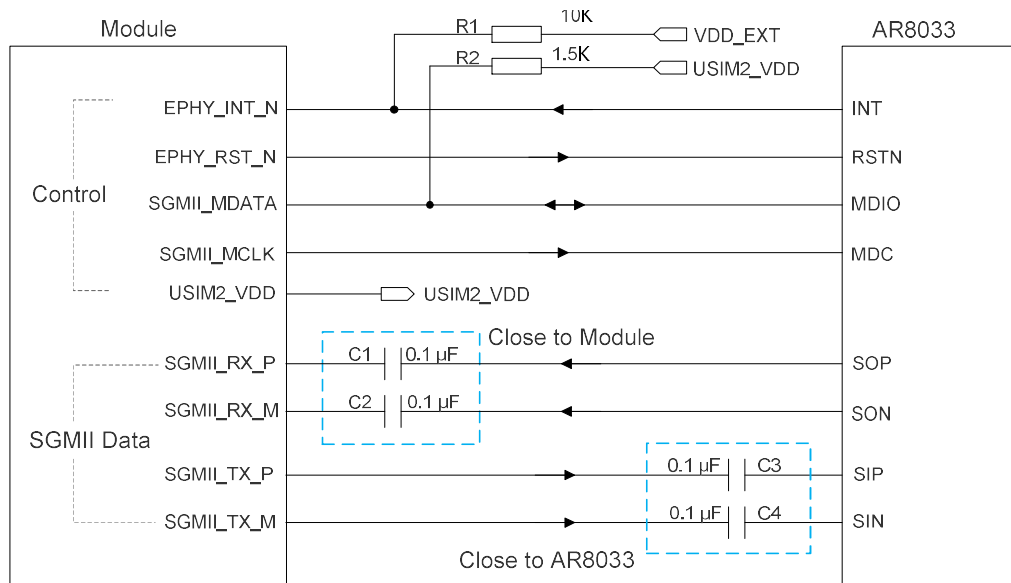 Module
R1
10K
VDD_EXT
AR8033
R2
1.5K
USIM2_VDD
EPHY_INT_N
INT
EPHY_RST_N
RSTN
Control
SGMII_MDATA
MDIO
SGMII_MCLK
MDC
USIM2_VDD
USIM2_VDD
Close to Module
SGMII_RX_P
C1
0.1 µF
SOP
SGMII_RX_M
C2
0.1 µF
SON
SGMII Data
SGMII_TX_P
0.1 µF
C3
SIP
SGMII_TX_M
0.1 µF
C4
SIN
Close to AR8033